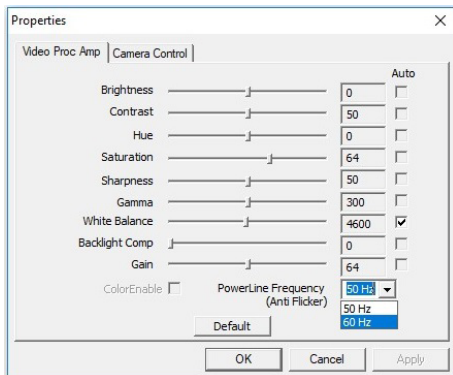 Properties
Video Proc Amp Camera Control
Auto
Brightness 0
Contrast 50
Hue 0
Saturation 64
Sharpness 50
Gamma 300
White Balance 4600
Backlight Comp 0
Gain 64
ColorEnable PowerLine Frequency 50 Hz
(Anti Flicker)
50 Hz
60 Hz
Default
OK Cancel Apply